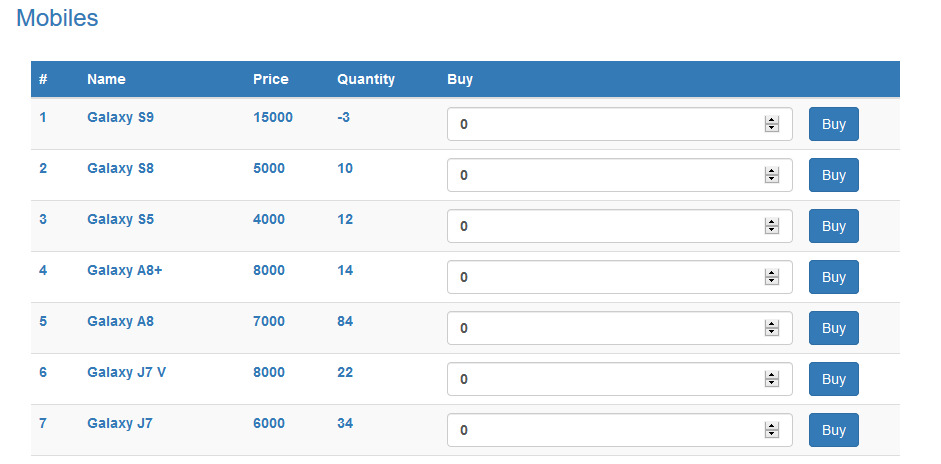 Mobiles
# Name Price Quantity Buy
1 Galaxy S9 15000 -3 0 Buy
2 Galaxy S8 5000 10 0 Buy
3 Galaxy S5 4000 12 0 Buy
4 Galaxy A8+ 8000 14 0 Buy
5 Galaxy A8 7000 84 0 Buy
6 Galaxy J7 V 8000 22 0 Buy
7 Galaxy J7 6000 34 0 Buy